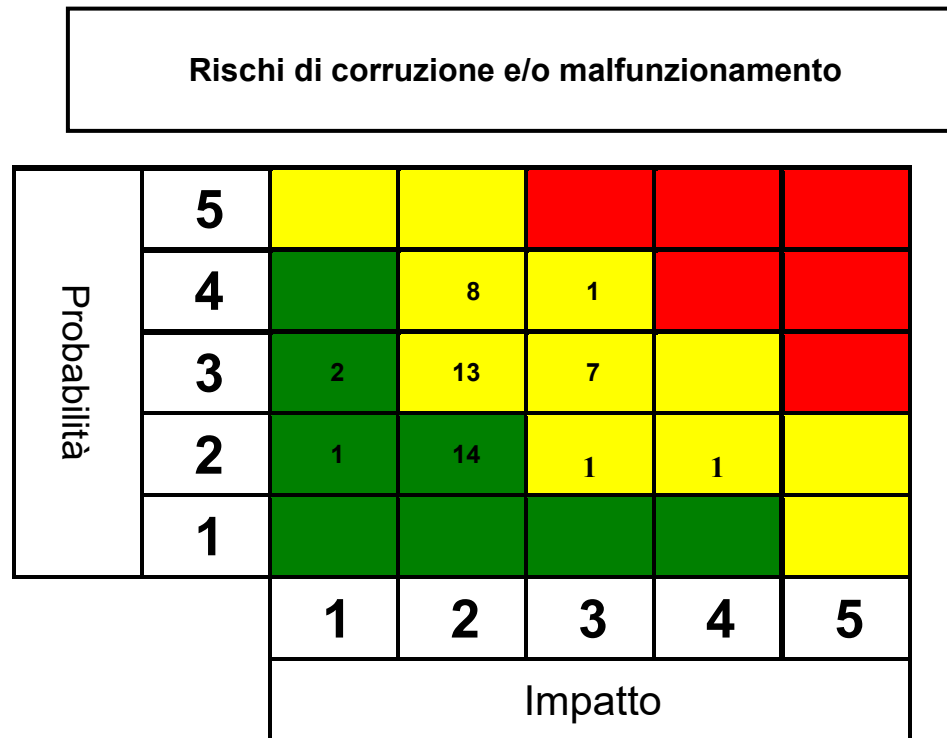 Rischi di corruzione e/o malfunzionamento
Probabilità
5
4 8 1
3 2 13 7
2 1 14 1 1
1
1 2 3 4 5
Impatto